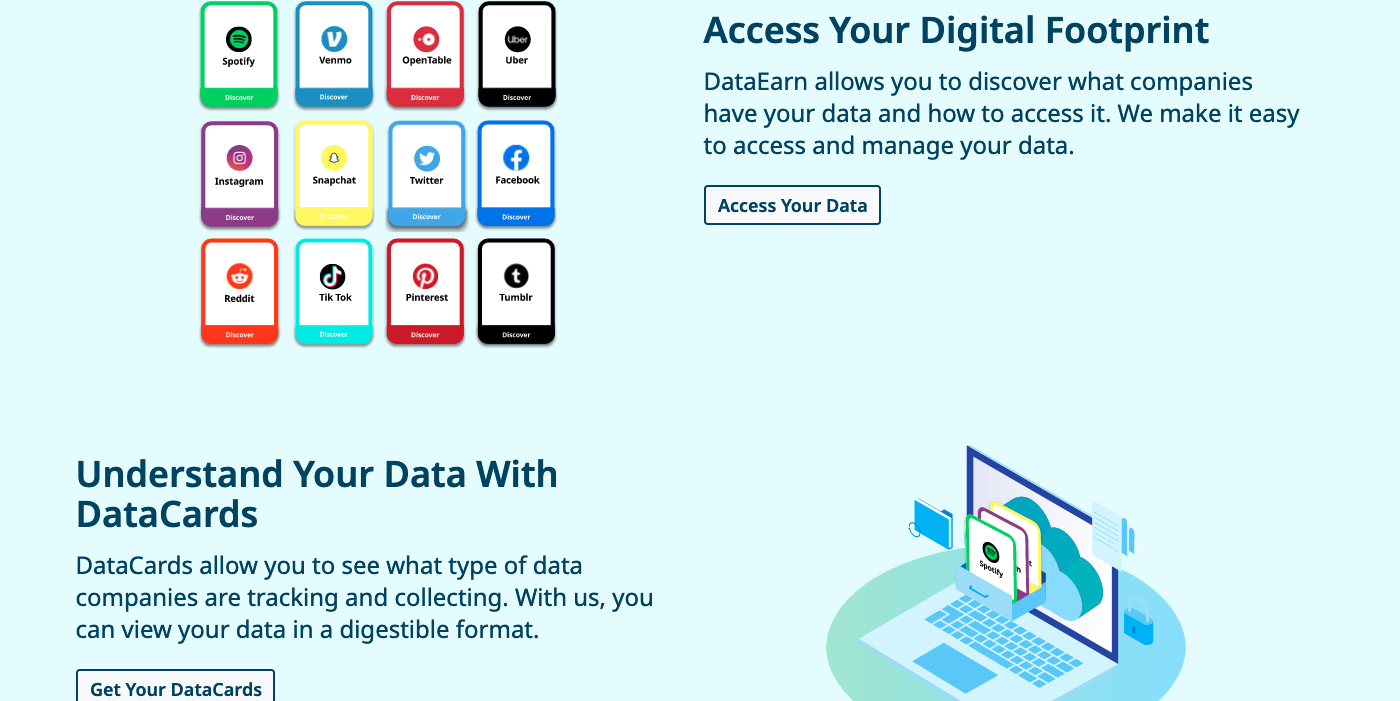 Spotify
Discover
Venmo
Discover
OpenTable
Discover
Uber
Uber
Discover
Instagram
Discover
Snapchat
Discover
Twitter
Discover
Facebook
Discover
Reddit
Discover
Tik Tok
Discover
Pinterest
Discover
Tumblr
Discover
Access Your Digital Footprint
DataEarn allows you to discover what companies
have your data and how to access it. We make it easy
to access and manage your data.
Access Your Data
Understand Your Data With
DataCards
DataCards allow you to see what type of data
companies are tracking and collecting. With us, you
can view your data in a digestible format.
Get Your DataCards
Spotify